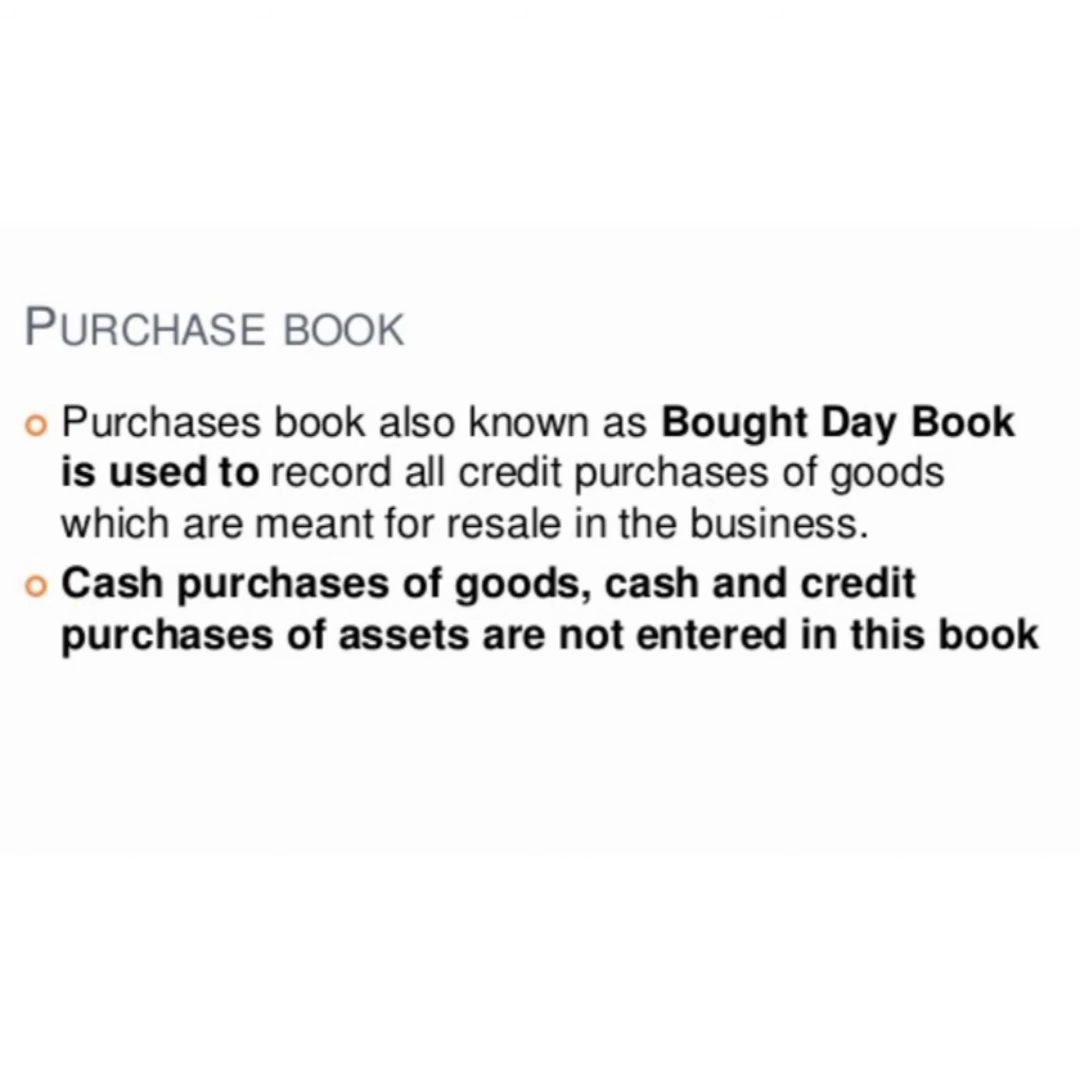 PURCHASE BOOK
Purchases book also known as Bought Day Book
is used to record all credit purchases of goods
which are meant for resale in the business.
Cash purchases of goods, cash and credit
purchases of assets are not entered in this book